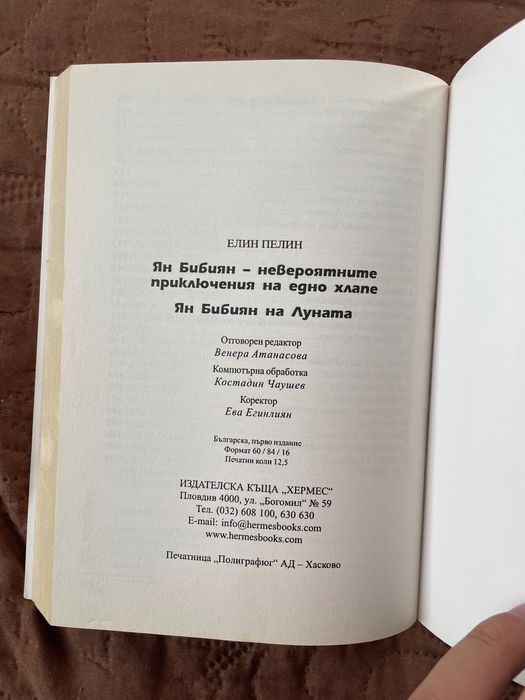 ЕЛИН ПЕЛИН
Ян Бибиян – невероятните
приключения на едно хлапе
Ян Бибиян на Луната
Отговорен редактор
Венера Атанасова
Компютърна обработка
Костадин Чаушев
Коректор
Ева Егинлиян
Българска, първо издание
Формат 60 / 84 / 16
Печатни коли 12,5
ИЗДАТЕЛСКА КЪЩА „ХЕРМЕС“
Пловдив 4000, ул. „Богомил“ № 59
Тел. (032) 608 100, 630 630
E-mail: info@hermesbooks.com
www.hermesbooks.com
Печатница „Полиграфюг“ АД – Хасково